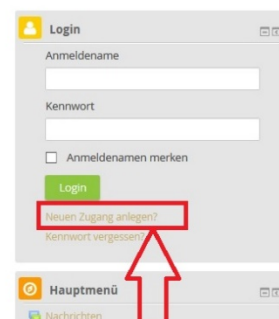 Login
Anmeldename
Kennwort
Anmeldenamen merken
Login
Neuen Zugang anlegen?
Kennwort vergessen?
Hauptmenü
Nachrichten